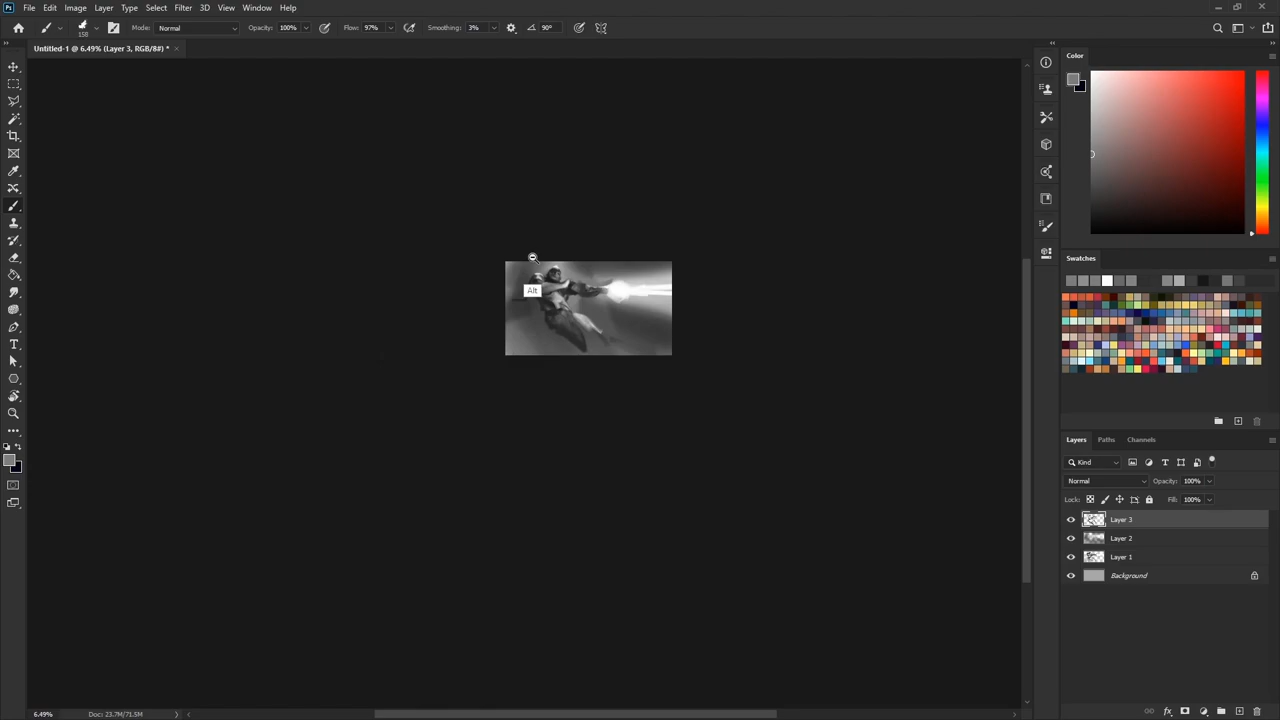 Ps File Edit Image Layer Type Select Filter 3D View Window Help
158 Mode: Normal Opacity: 100% Flow: 97% Smoothing: 3% 90°
Untitled-1 @ 6.49% (Layer 3, RGB/8#) *
Color
Alt
Swatches
Layers Paths Channels
Kind
Normal Opacity: 100%
Lock: Fill: 100%
Layer 3
Layer 2
Layer 1
Background
6.49% Doc: 23.7M/71.5M